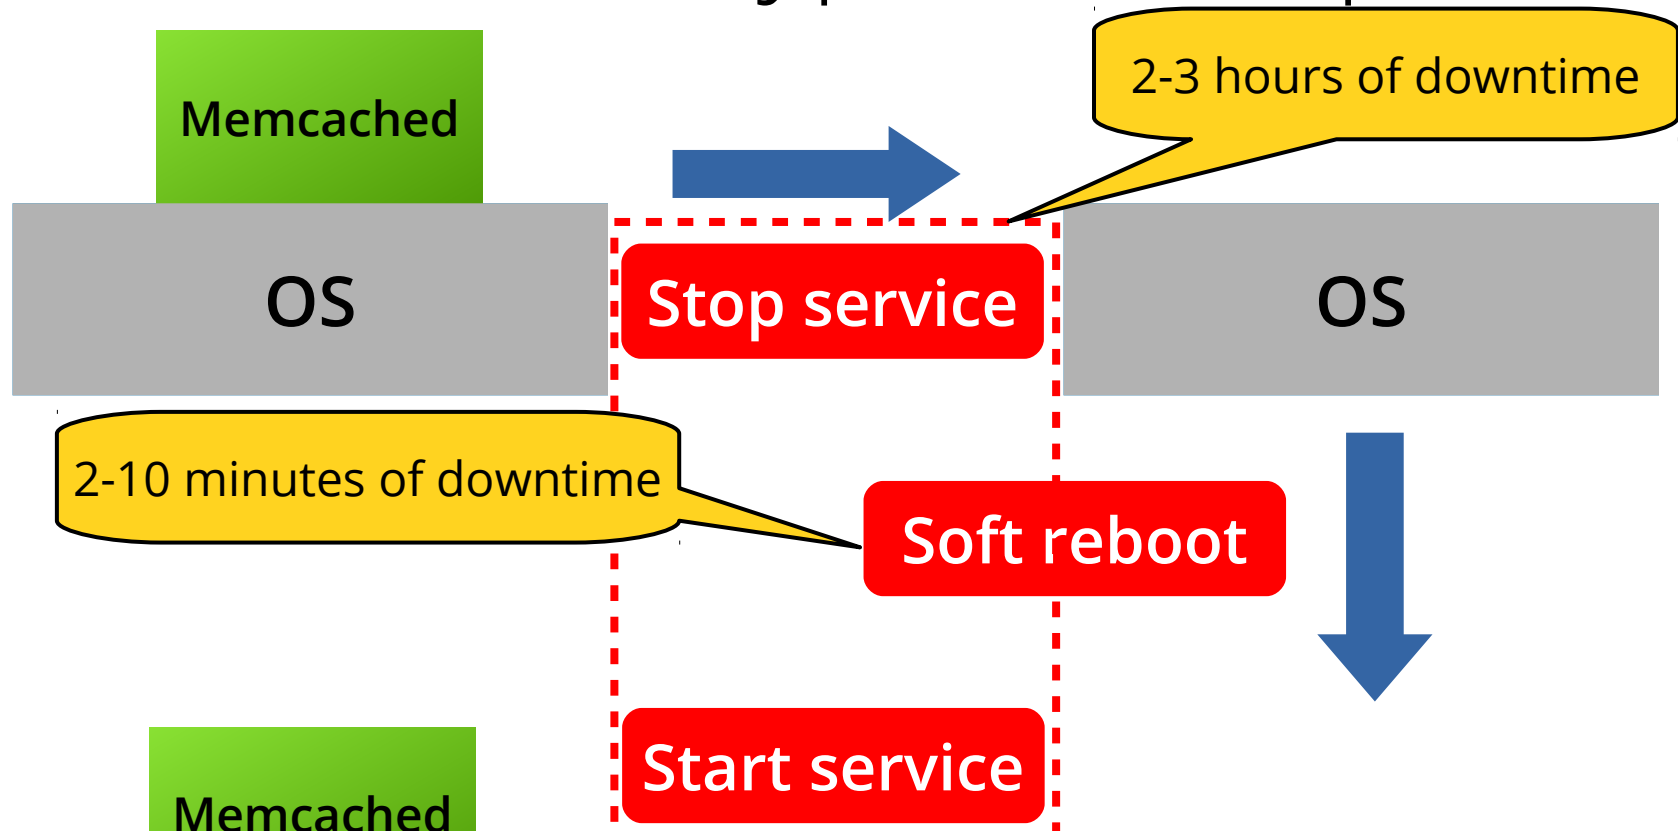 2-3 hours of downtime
Memcached
OS
Stop service
OS
2-10 minutes of downtime
Soft reboot
Start service
Memcached